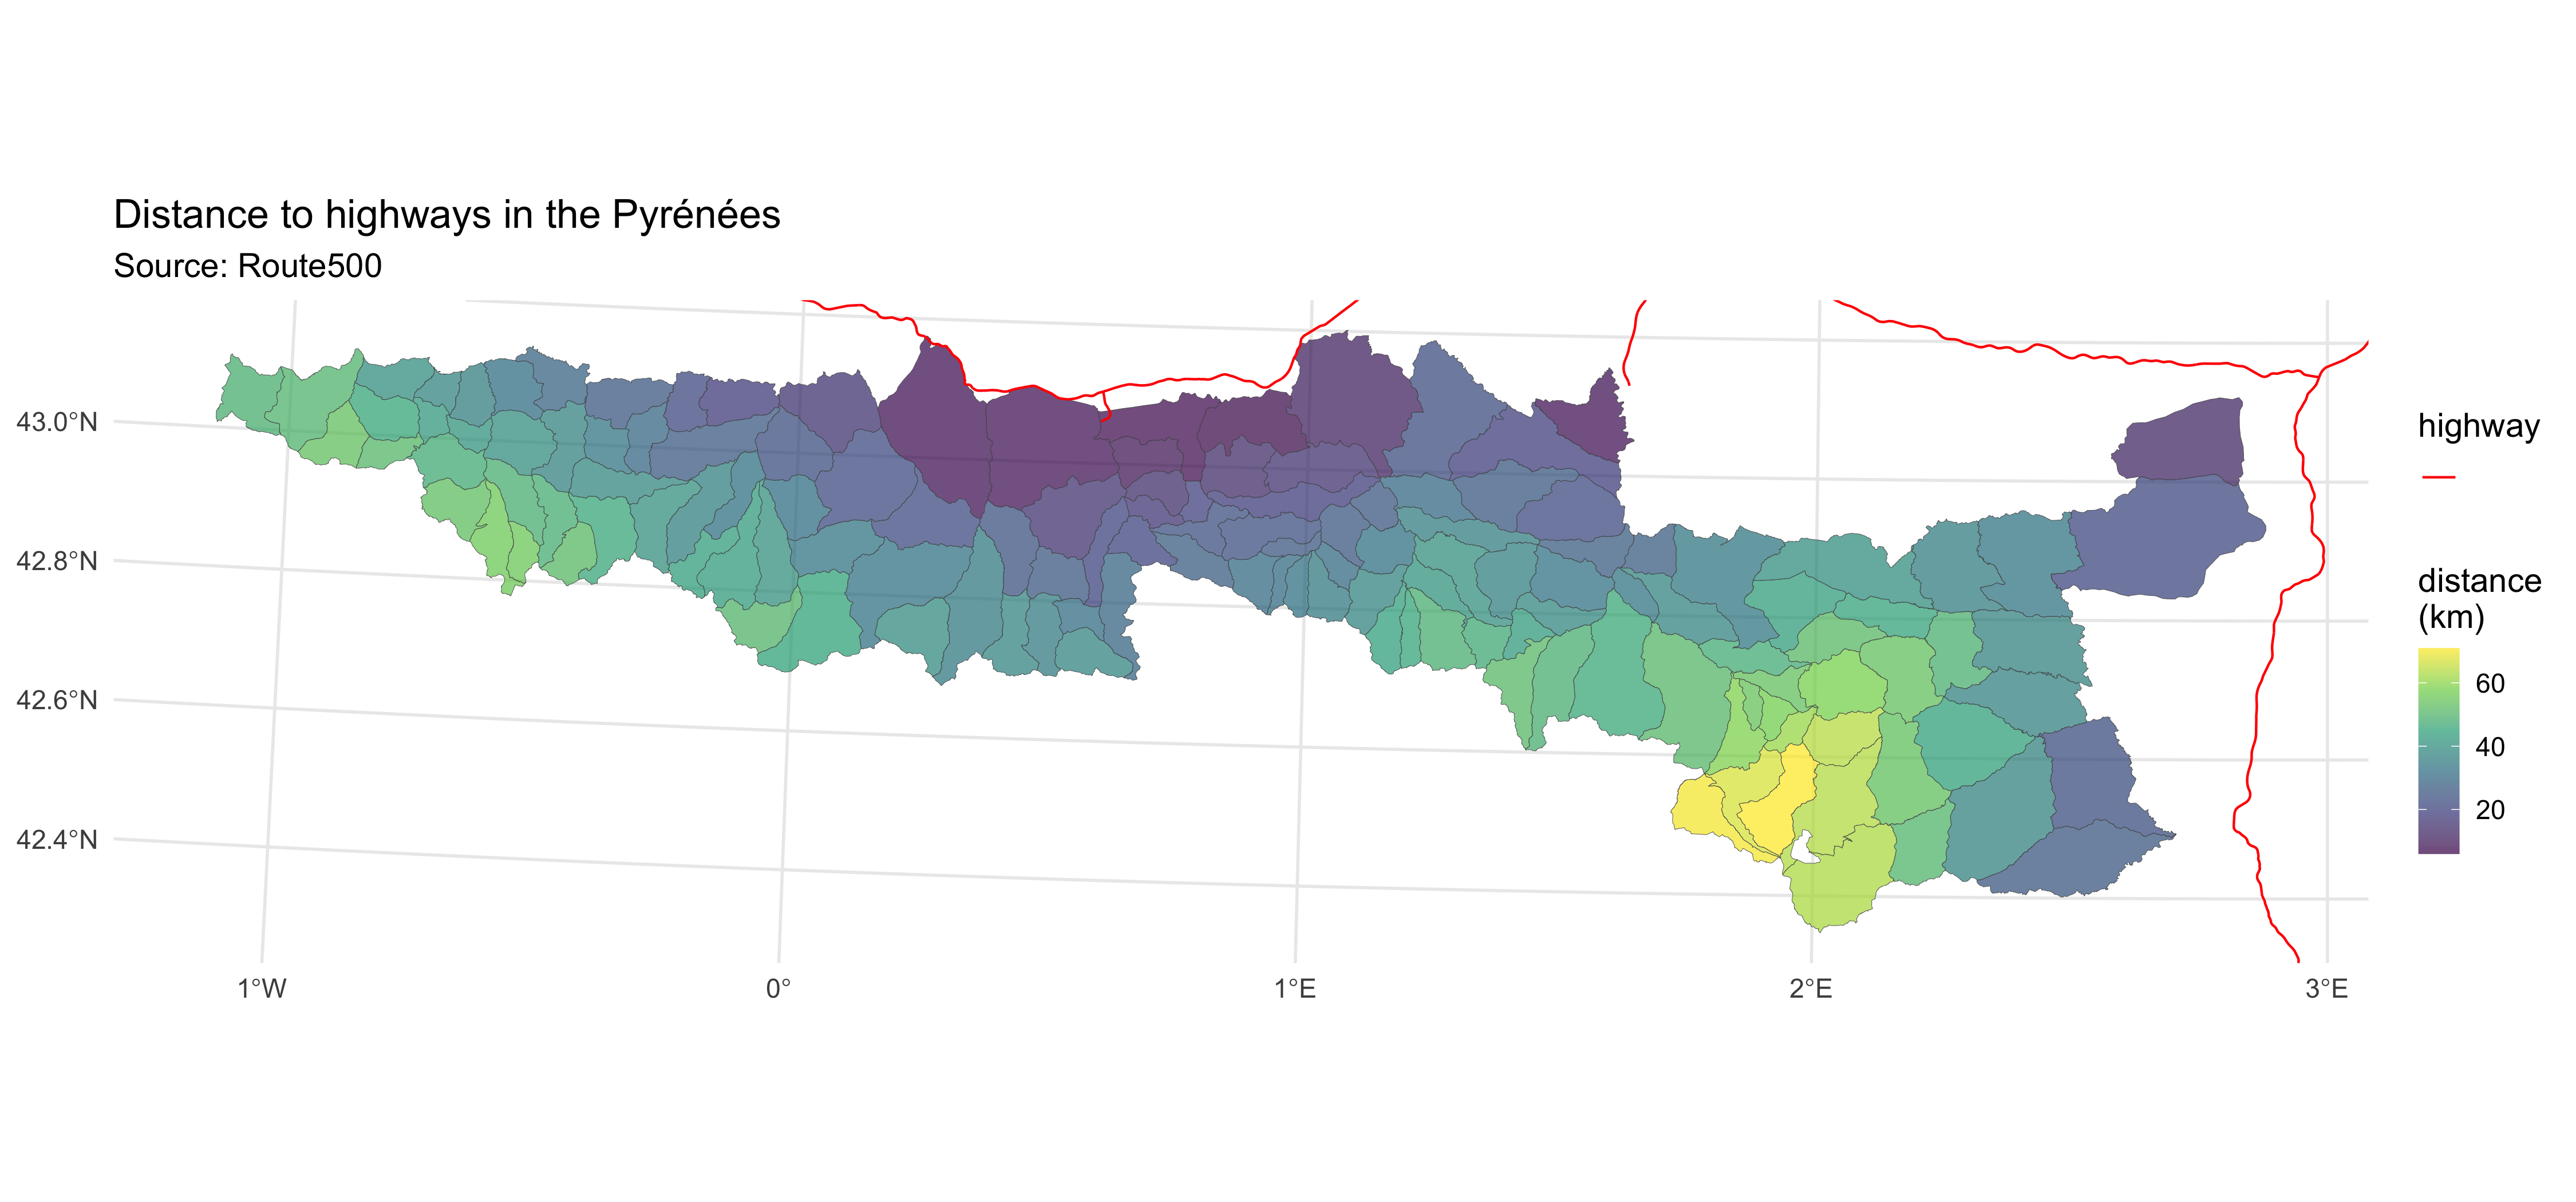 Distance to highways in the Pyrénées
Source: Route500
43.0°N
42.8°N
42.6°N
42.4°N
1°W
0°
1°E
2°E
3°E
highway
distance
(km)
60
40
20